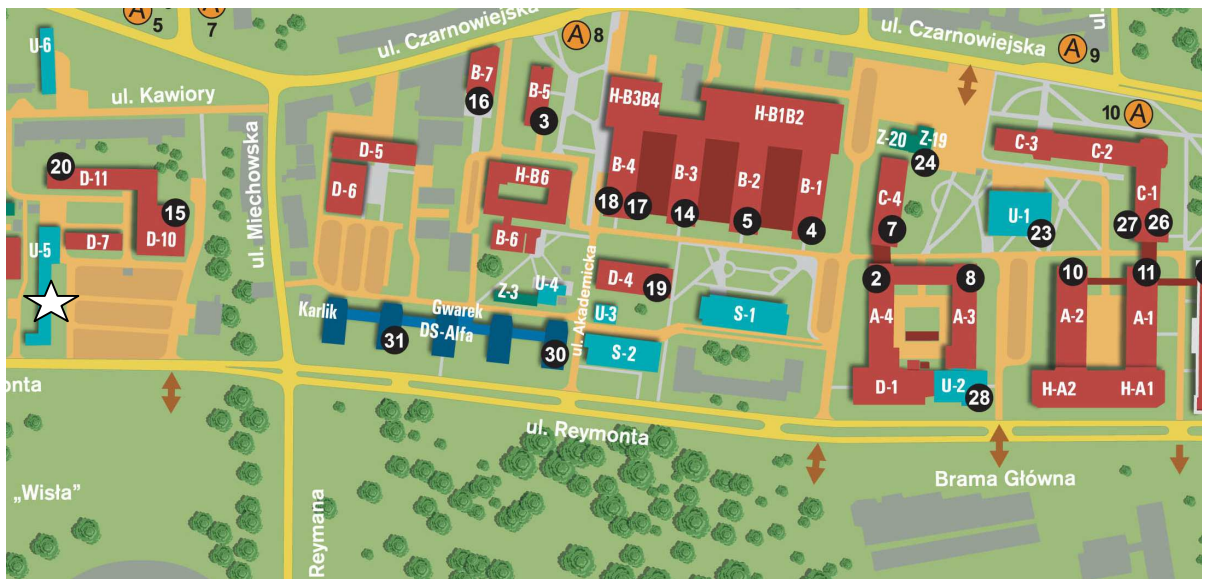 A
5
A
7
U-6
ul. Czarnowiejska
A 8
ul. Czarnowiejska
ul.
A 9
ul. Kawiory
B-7
16
B-5
3
H-B3B4
H-B1B2
10 A
Z-20
Z-19
24
C-3
C-2
20
D-11
D-5
D-6
H-B6
B-4
B-3
B-2
B-1
C-4
C-1
15
D-10
D-7
U-5
ul. Miechowska
18
17
14
5
4
7
U-1
23
27
26
B-6
ul. Akademicka
D-4
19
U-4
Z-3
U-3
S-1
2
8
10
11
A-4
A-3
A-2
A-1
Karlik
Gwarek
DS-Alfa
31
30
S-2
D-1
U-2
28
H-A2
H-A1
onta
ul. Reymonta
Brama Główna
„Wisła”
Reymana